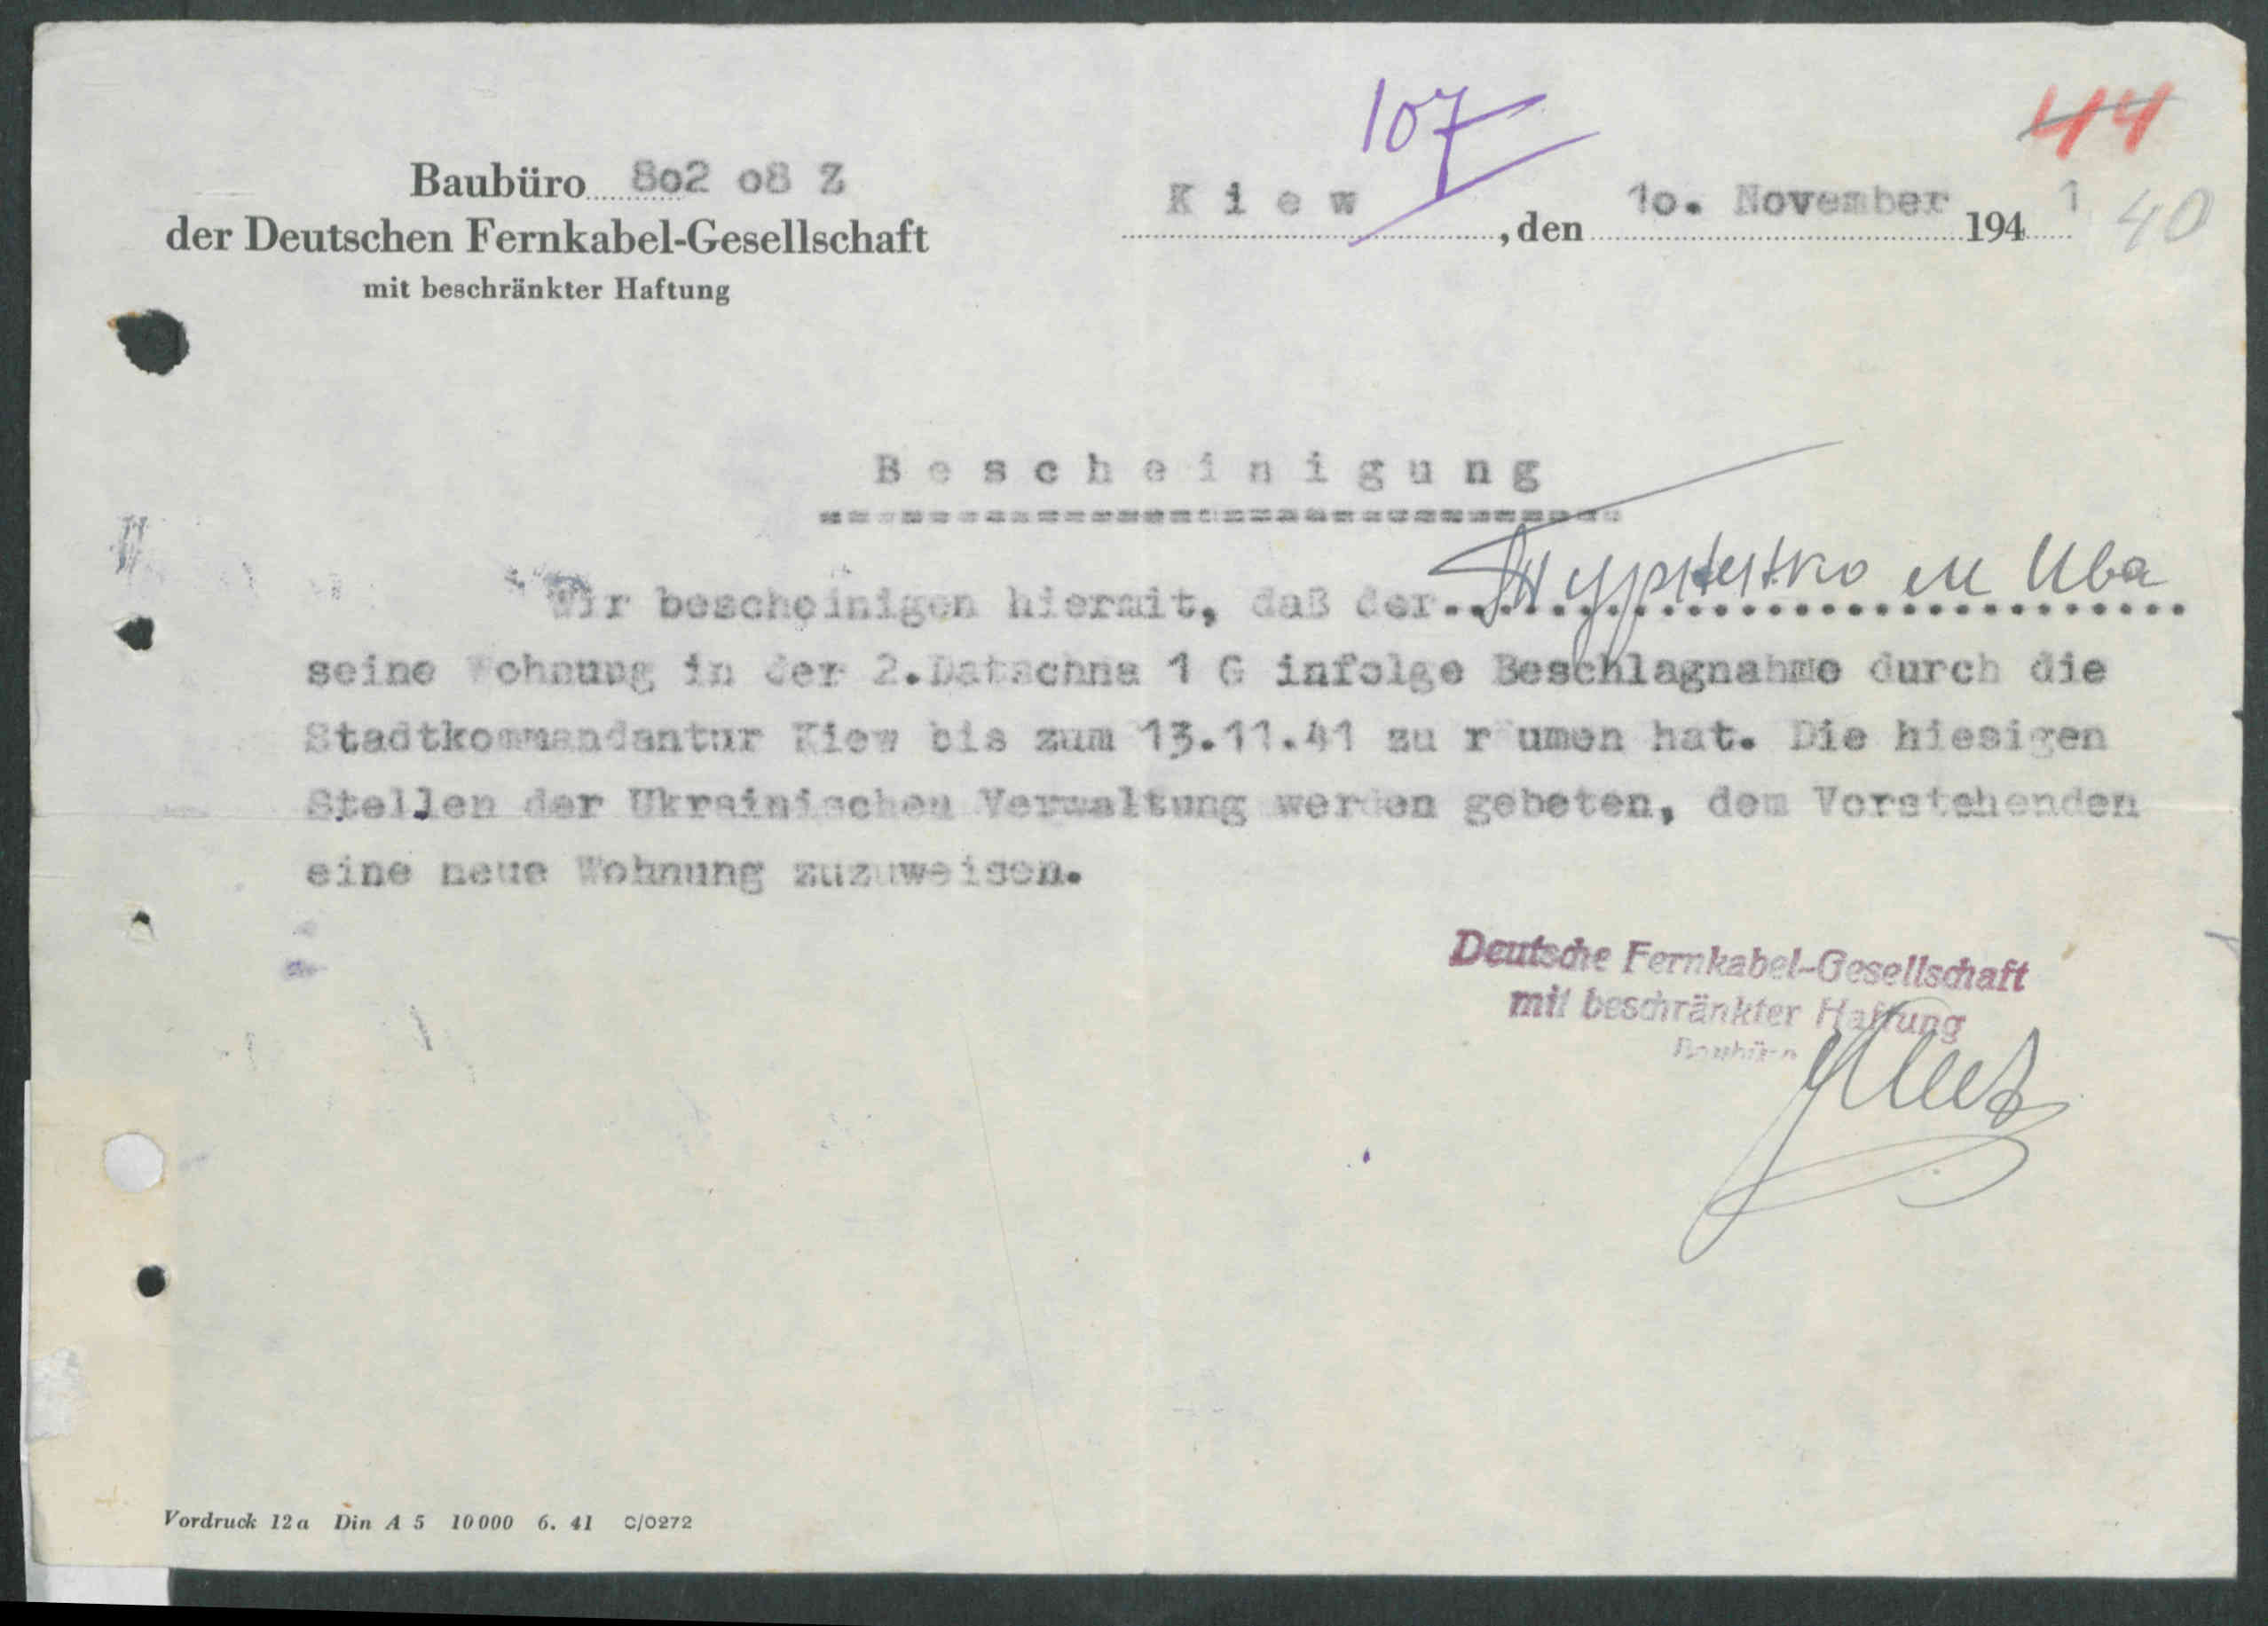 107
44
40
Baubüro 802 08 Z
der Deutschen Fernkabel-Gesellschaft
mit beschränkter Haftung
Kiew, den 10. November 1941
Bescheinigung
Wir bescheinigen hiermit, daß der
seine Wohnung in der 2.Datschna 1 G infolge Beschlagnahme durch die
Stadtkommandantur Kiew bis zum 13.11.41 zu räumen hat. Die hiesigen
Stellen der Ukrainischen Verwaltung werden gebeten, dem Vorstehenden
eine neue Wohnung zuzuweisen.
Deutsche Fernkabel-Gesellschaft
mit beschränkter Haftung
Baubüro
Vordruck 12a Din A 5 10000 6. 41 C/0272